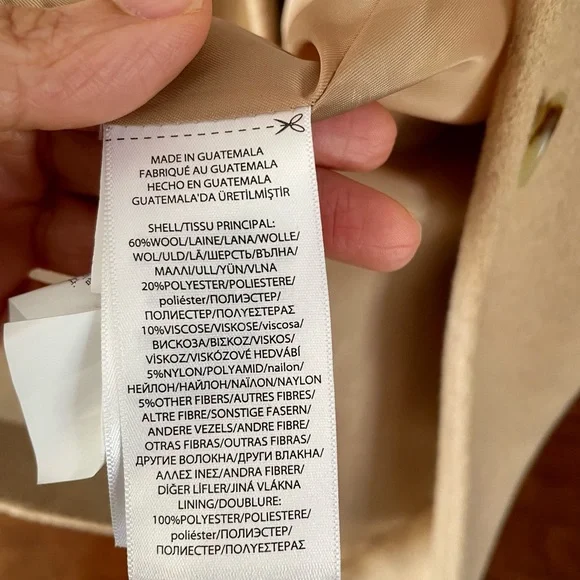 MADE IN GUATEMALA
FABRIQUÉ AU GUATEMALA
HECHO EN GUATEMALA
GUATEMALA'DA ÜRETİLMİŞTİR
SHELL/TISSU PRINCIPAL:
60%WOOL/LAINE/LANA/WOLLE/
WOL/ULD/LÃ/ШЕРСТЬ/ВЪЛНА/
ΜΑΛΛΙ/ULL/YÜN/VLNA
20%POLYESTER/POLIESTERE/
poliéster/ПОЛИЭСТЕР/
ПОЛИЕСТЕР/ΠΟΛΥΕΣΤΕΡΑΣ
10%VISCOSE/VISKOSE/viscosa/
ВИСКОЗА/ΒΙΣΚΟΖ/VISKOS/
VİSKOZ/VISKÓZOVÉ HEDVÁBÍ
5%NYLON/POLYAMID/nailon/
НЕЙЛОН/НАЙЛОН/ΝΑΪΛΟΝ/NAYLON
5%OTHER FIBERS/AUTRES FIBRES/
ALTRE FIBRE/SONSTIGE FASERN/
ANDERE VEZELS/ANDRE FIBRE/
OTRAS FIBRAS/OUTRAS FIBRAS/
ДРУГИЕ ВОЛОКНА/ДРУГИ ВЛАКНА/
ΑΛΛΕΣ ΙΝΕΣ/ANDRA FIBRER/
DİĞER LİFLER/JINÁ VLÁKNA
LINING/DOUBLURE:
100%POLYESTER/POLIESTERE/
poliéster/ПОЛИЭСТЕР/
ПОЛИЕСТЕР/ΠΟΛΥΕΣΤΕΡΑΣ